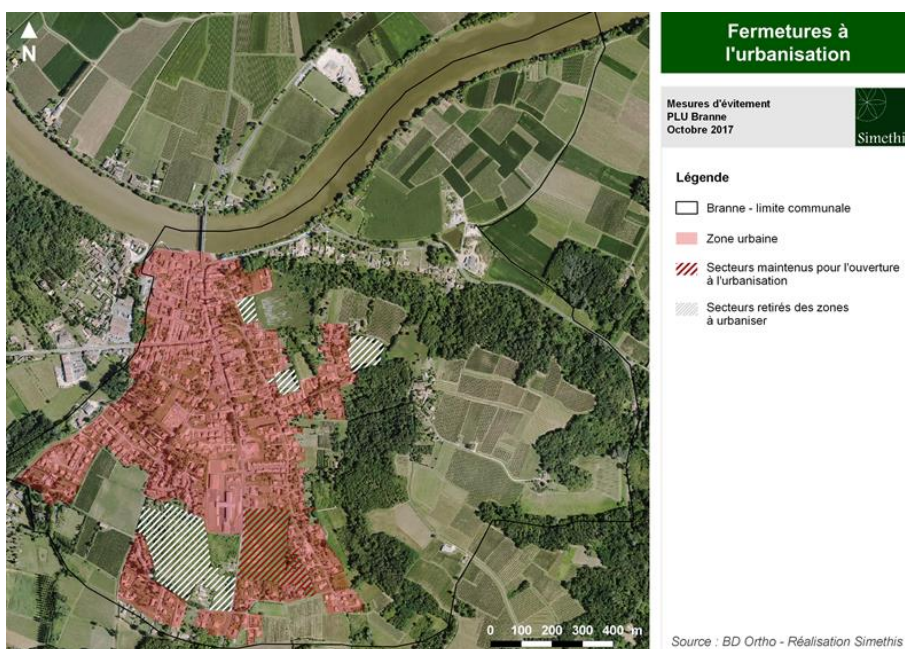 N
Fermetures à
l'urbanisation
Mesures d'évitement
PLU Branne
Octobre 2017
Simethi
Légende
Branne - limite communale
Zone urbaine
Secteurs maintenus pour l'ouverture
à l'urbanisation
Secteurs retirés des zones
à urbaniser
0 100 200 300 400 m
Source : BD Ortho - Réalisation Simethis